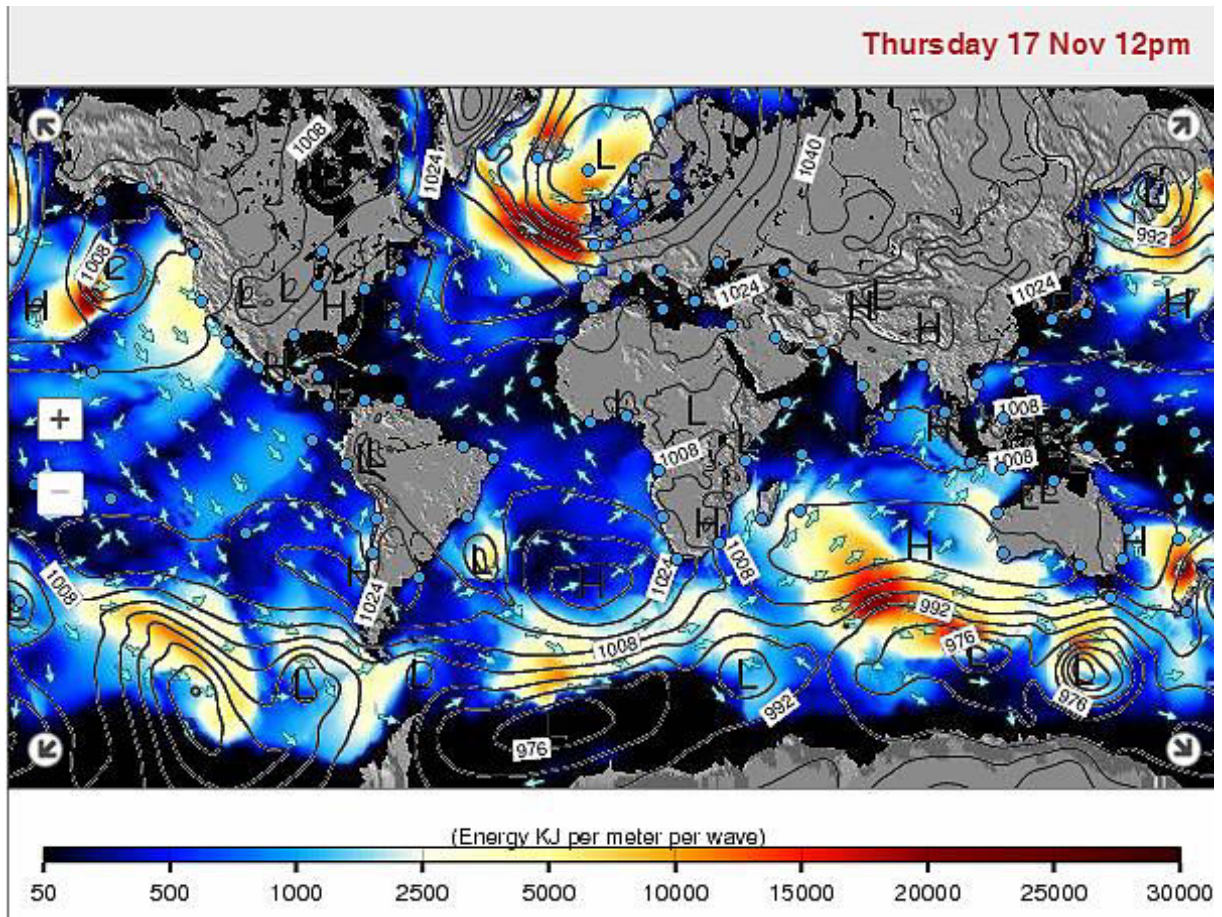 Thursday 17 Nov 12pm
1008
1024
1040
L
L
992
1008
L
H
L
L
H
1024
1024
H
H
H
+
1008
L
1008
1008
L
1008
H
L
H
H
H
L
H
1024
1024
1008
992
1008
1008
976
L
L
L
L
L
976
992
976
(Energy KJ per meter per wave)
50 500 1000 2500 5000 10000 15000 20000 25000 30000